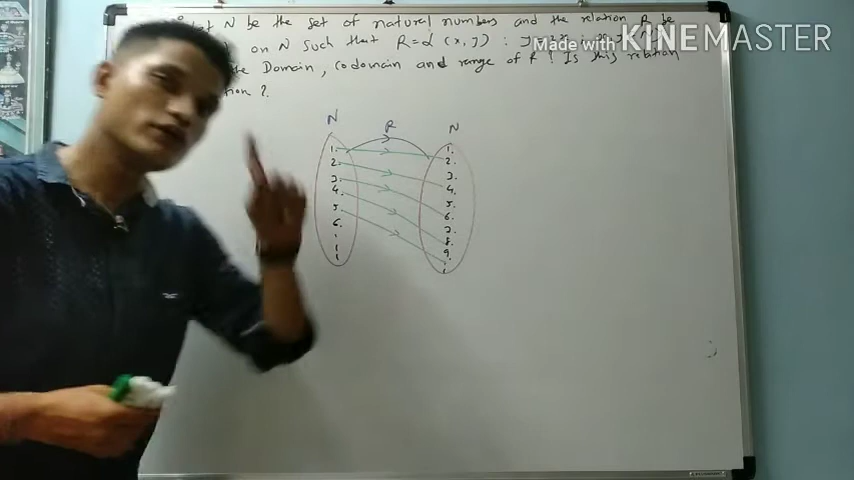 Let N be the set of natural numbers and the relation R be
on N such that R = {(x, y) : y = 2x ; x, y
Made with KINEMASTER
Domain, codomain and range of R ! Is this relation
?
N R N
1. 1.
2. 2.
3. 3.
4. 4.
5. 5.
6. 6.
7.
8.
9.